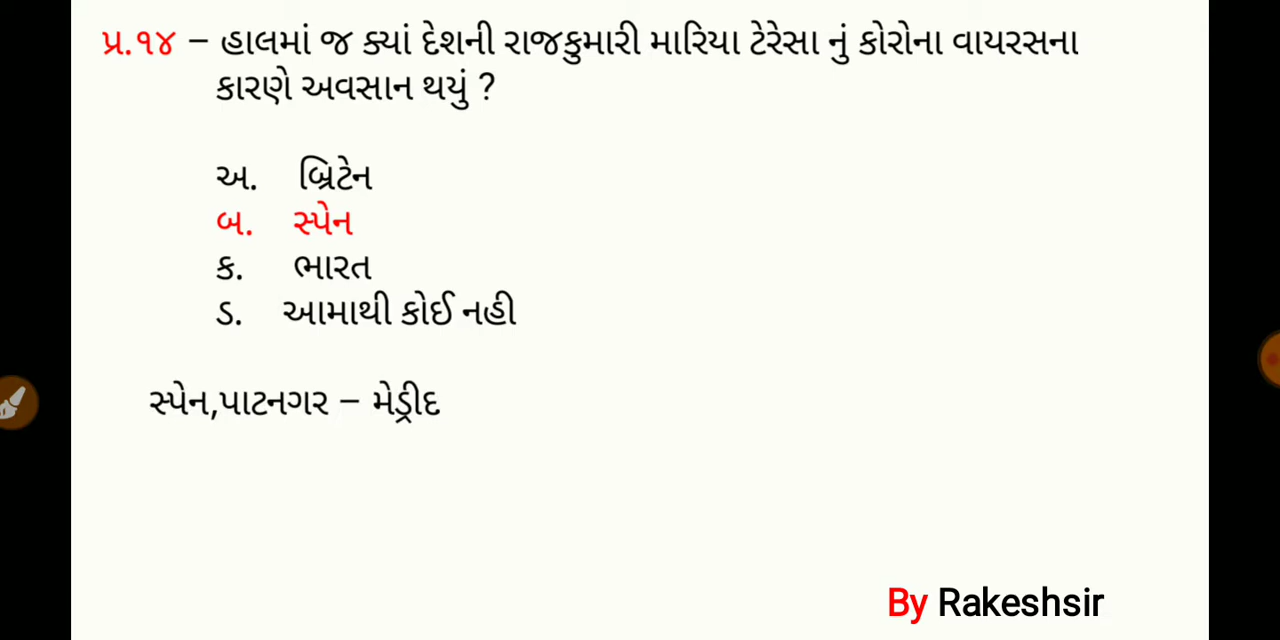 પ્ર.૧૪ – હાલમાં જ ક્યાં દેશની રાજકુમારી મારિયા ટેરેસા નું કોરોના વાયરસના
કારણે અવસાન થયું ?
અ. બ્રિટેન
બ. સ્પેન
ક. ભારત
ડ. આમાથી કોઈ નહી
સ્પેન,પાટનગર – મેડ્રીદ
By Rakeshsir